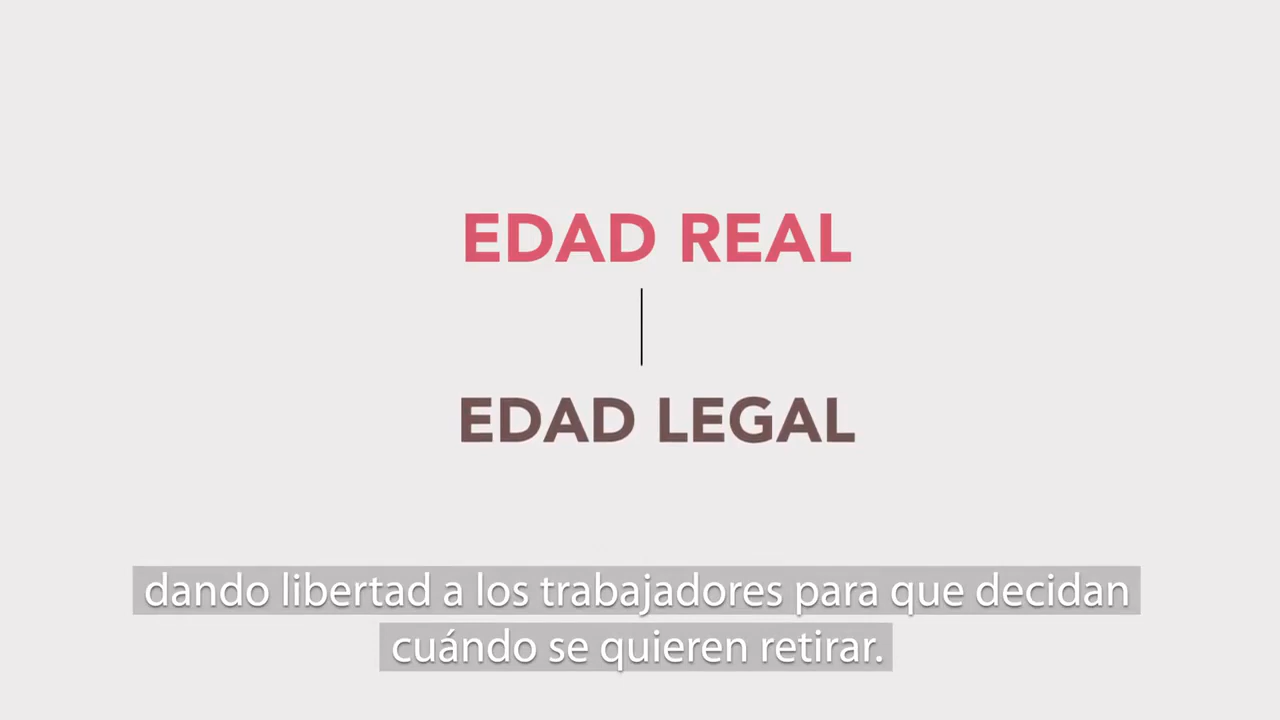 EDAD REAL
EDAD LEGAL
dando libertad a los trabajadores para que decidan
cuándo se quieren retirar.